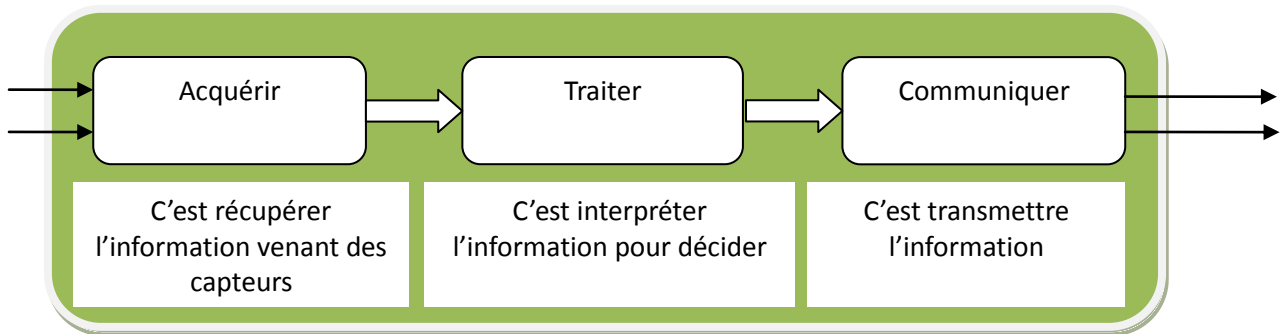 Acquérir
Traiter
Communiquer
C’est récupérer
l’information venant des
capteurs
C’est interpréter
l’information pour décider
C’est transmettre
l’information